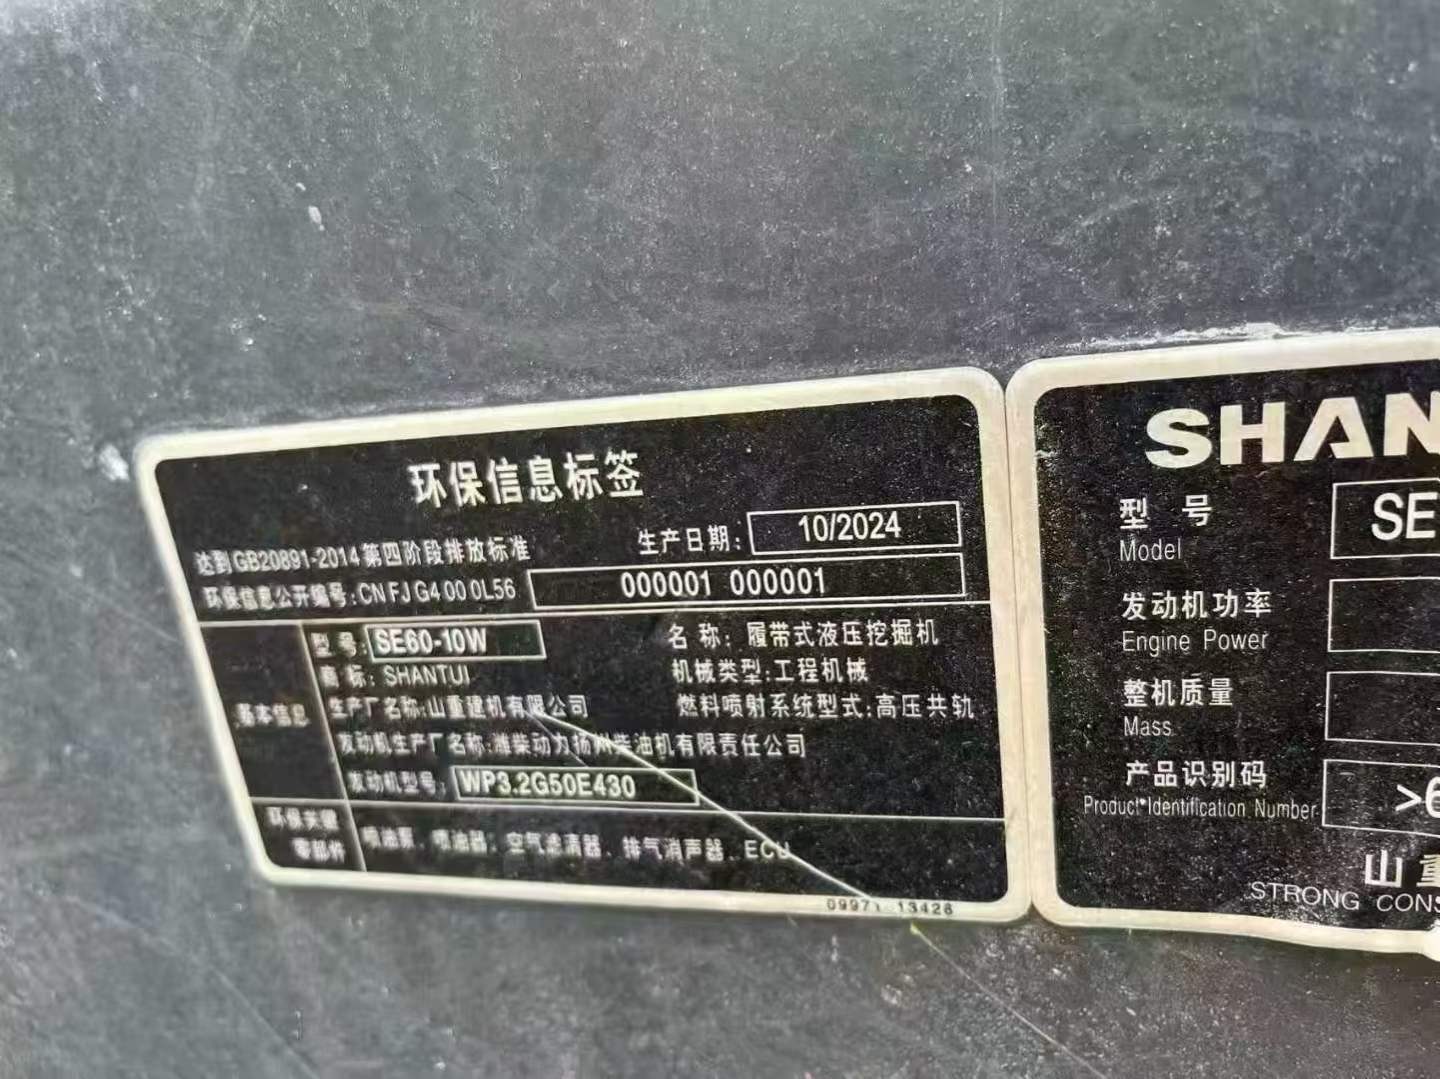 环保信息标签
达到GB20891-2014第四阶段排放标准
生产日期: 10/2024
环保信息公开编号:CN FJ G4 00 0L56 000001 000001
基本信息
型 号: SE60-10W
名 称: 履带式液压挖掘机
商 标: SHANTUI
机械类型:工程机械
生产厂名称:山重建机有限公司
燃料喷射系统型式:高压共轨
发动机生产厂名称:潍柴动力扬州柴油机有限责任公司
发动机型号: WP3.2G50E430
环保关键
零部件
喷油泵、喷油器、空气滤清器、排气消声器、ECU
13428
SHAN
型 号
Model
SE
发动机功率
Engine Power
整机质量
Mass
产品识别码
Product Identification Number
>6
山重
STRONG CONS